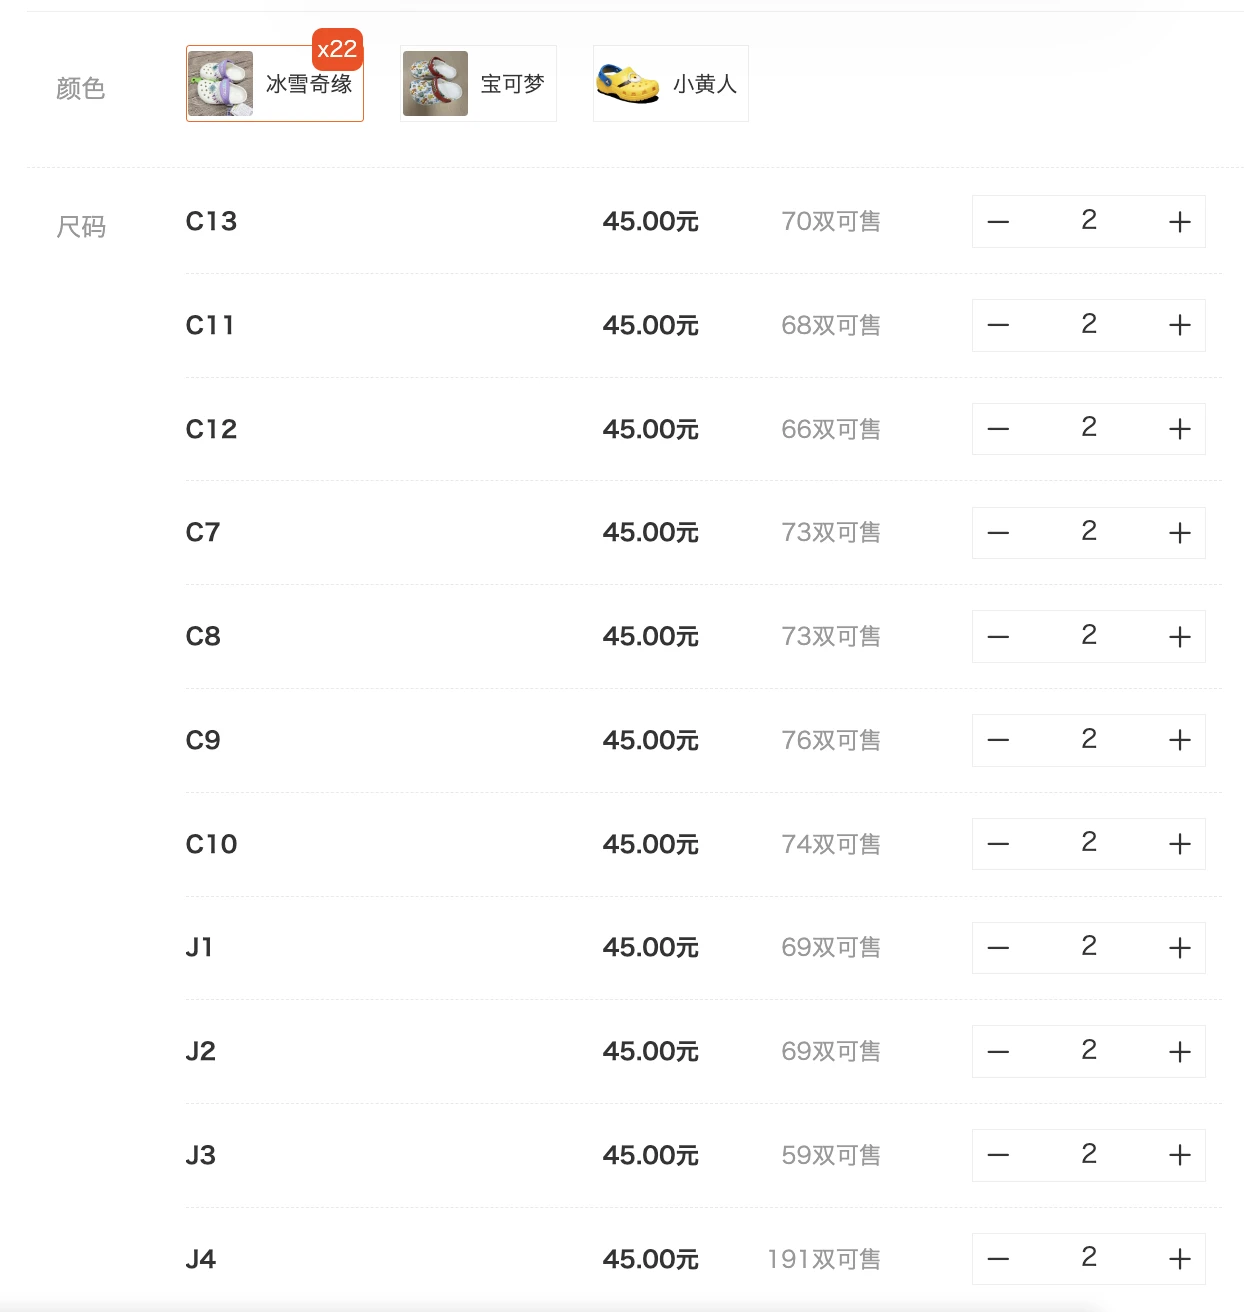 颜色
x22
冰雪奇缘
宝可梦
小黄人
尺码
C13 45.00元 70双可售 — 2 +
C11 45.00元 68双可售 — 2 +
C12 45.00元 66双可售 — 2 +
C7 45.00元 73双可售 — 2 +
C8 45.00元 73双可售 — 2 +
C9 45.00元 76双可售 — 2 +
C10 45.00元 74双可售 — 2 +
J1 45.00元 69双可售 — 2 +
J2 45.00元 69双可售 — 2 +
J3 45.00元 59双可售 — 2 +
J4 45.00元 191双可售 — 2 +